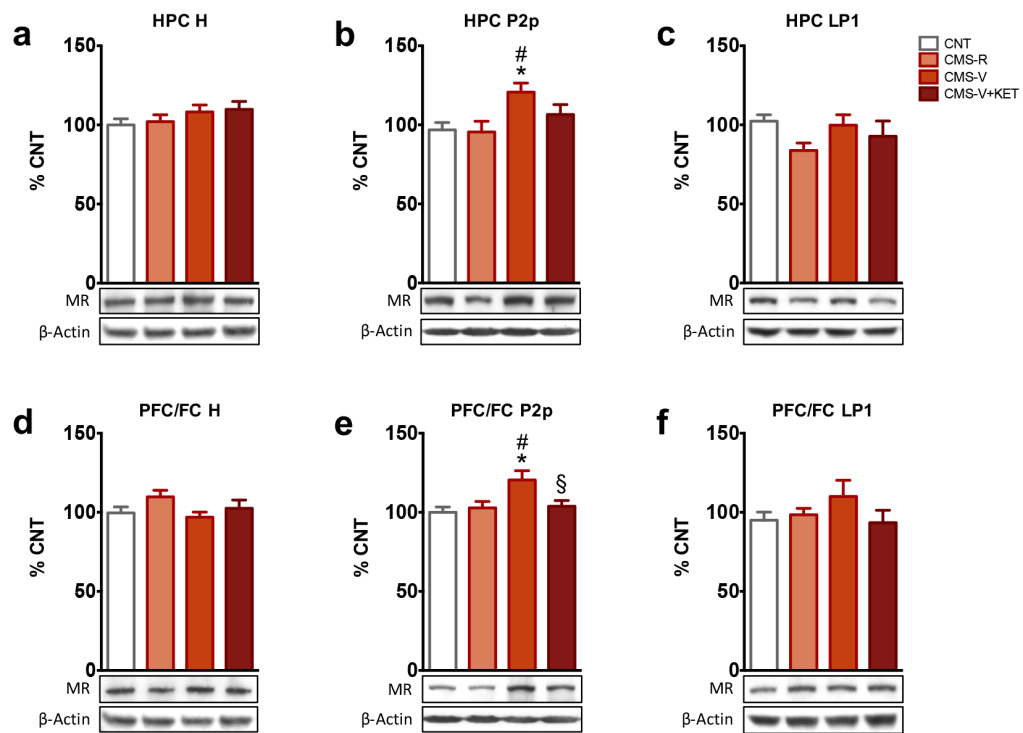 a
HPC H
150
100
50
0
% CNT
MR
β-Actin
b
HPC P2p
150
100
50
0
% CNT
#
*
MR
β-Actin
c
HPC LP1
150
100
50
0
% CNT
MR
β-Actin
CNT
CMS-R
CMS-V
CMS-V+KET
d
PFC/FC H
150
100
50
0
% CNT
MR
β-Actin
e
PFC/FC P2p
150
100
50
0
% CNT
#
*
§
MR
β-Actin
f
PFC/FC LP1
150
100
50
0
% CNT
MR
β-Actin